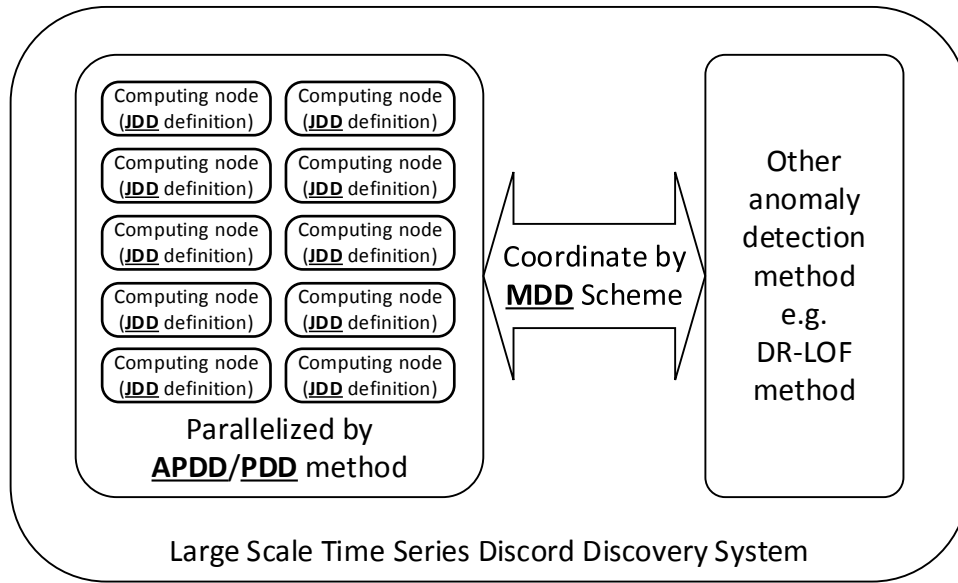 Computing node
(JDD definition)
Computing node
(JDD definition)
Computing node
(JDD definition)
Computing node
(JDD definition)
Computing node
(JDD definition)
Computing node
(JDD definition)
Computing node
(JDD definition)
Computing node
(JDD definition)
Computing node
(JDD definition)
Computing node
(JDD definition)
Parallelized by
APDD/PDD method
Coordinate by
MDD Scheme
Other
anomaly
detection
method
e.g.
DR-LOF
method
Large Scale Time Series Discord Discovery System